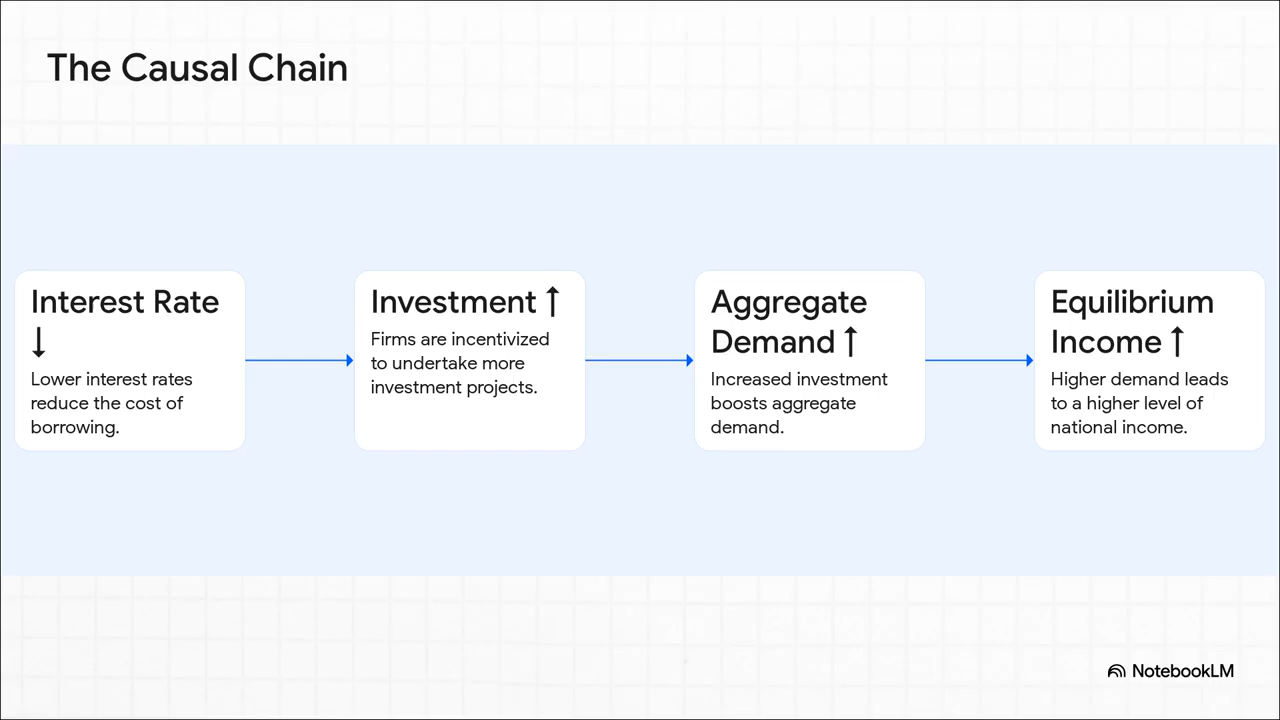 The Causal Chain
Interest Rate
↓
Lower interest rates
reduce the cost of
borrowing.
Investment ↑
Firms are incentivized
to undertake more
investment projects.
Aggregate
Demand ↑
Increased investment
boosts aggregate
demand.
Equilibrium
Income ↑
Higher demand leads
to a higher level of
national income.
NotebookLM